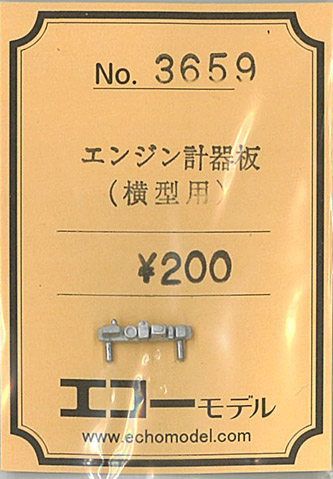 No. 3659
エンジン計器板
(横型用)
¥200
エコーモデル
www.echomodel.com